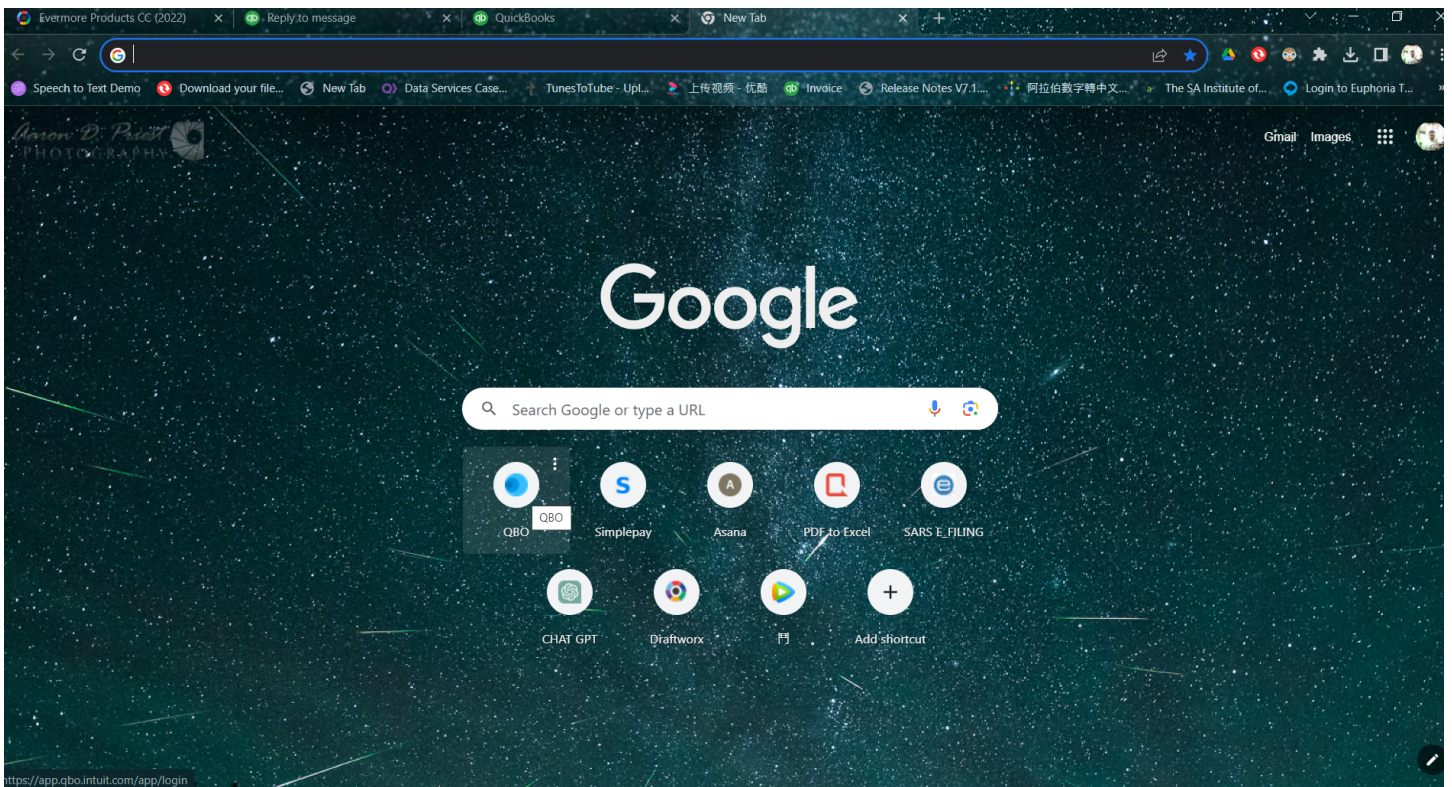 Evermore Products CC (2022)
Reply to message
QuickBooks
New Tab
Speech to Text Demo
Download your file...
New Tab
Data Services Case...
TunesToTube - Upl...
上传视频 - 优酷
Invoice
Release Notes V7.1....
阿拉伯數字轉中文...
The SA Institute of...
Login to Euphoria T...
Aaron D. Priest
PHOTOGRAPHY
Gmail
Images
Google
Search Google or type a URL
QBO
QBO
Simplepay
Asana
PDF to Excel
SARS E_FILING
CHAT GPT
Draftworx
鬥
Add shortcut
https://app.qbo.intuit.com/app/login